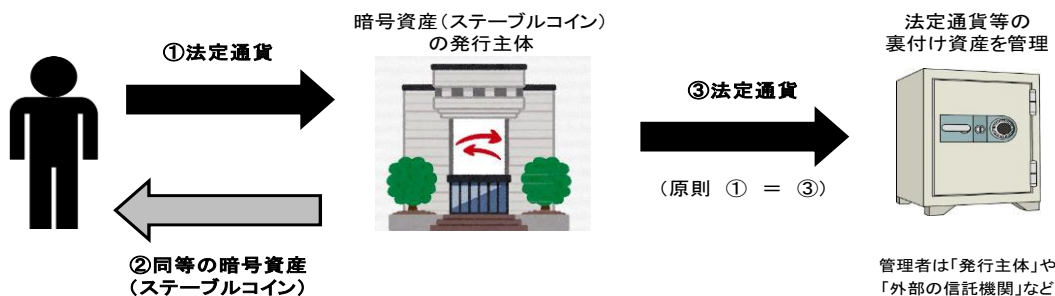 暗号資産(ステーブルコイン)
の発行主体
法定通貨等の
裏付け資産を管理
①法定通貨
③法定通貨
(原則 ① = ③)
②同等の暗号資産
(ステーブルコイン)
管理者は「発行主体」や
「外部の信託機関」など